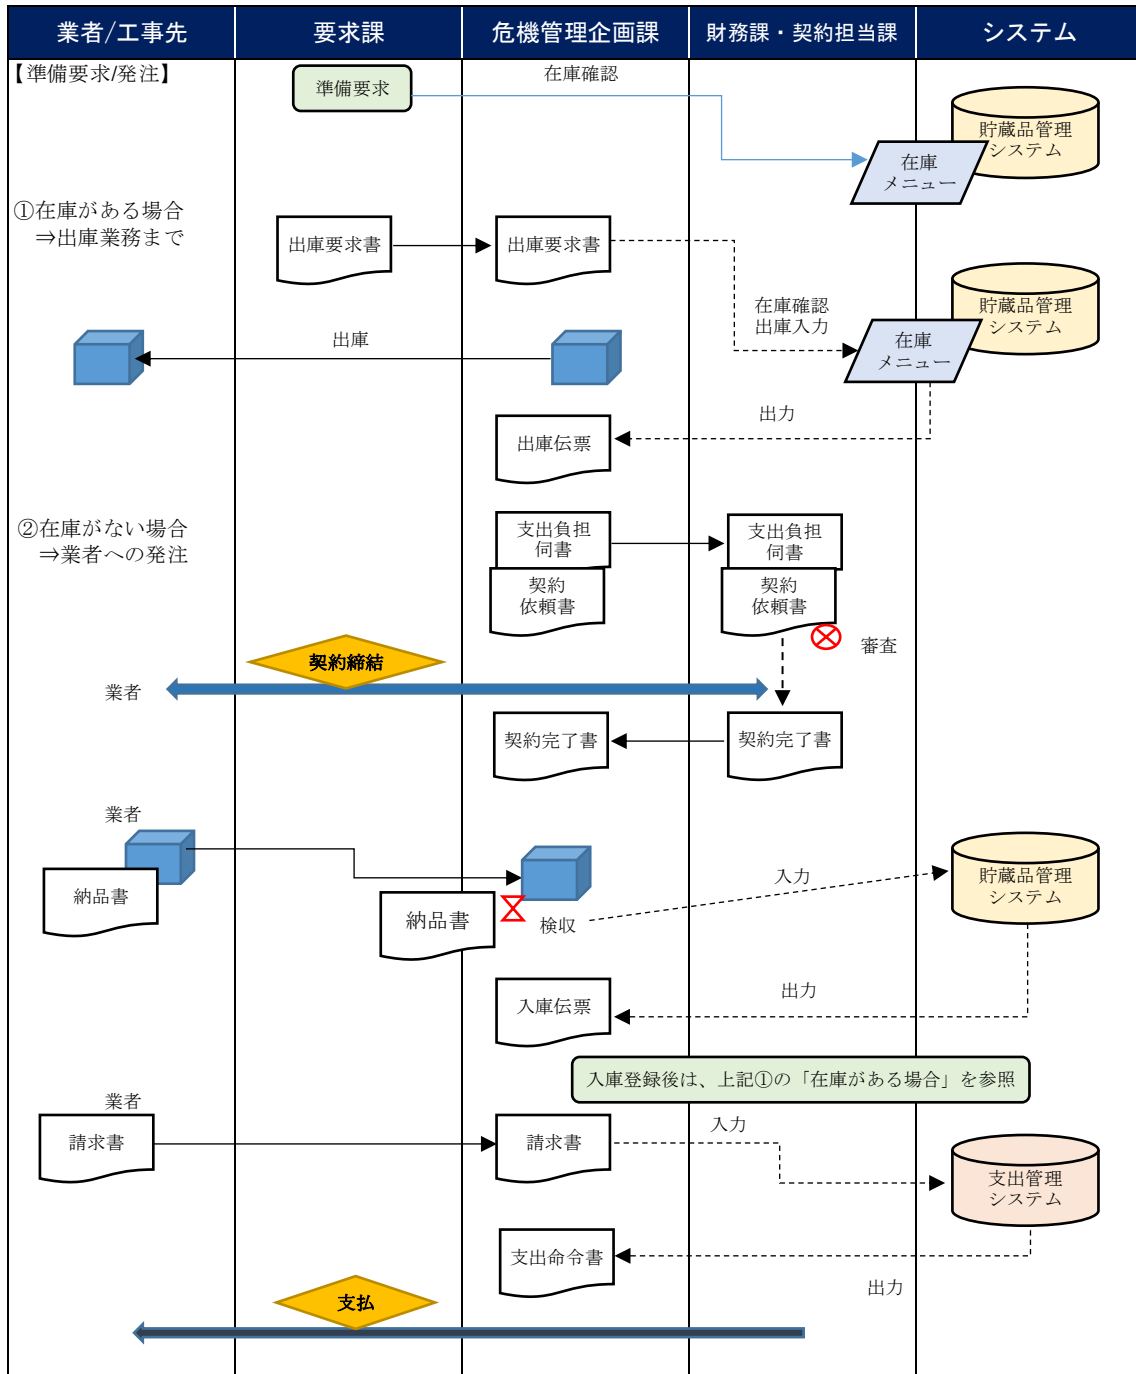 業者/工事先
要求課
危機管理企画課
財務課・契約担当課
システム
【準備要求/発注】
準備要求
在庫確認
貯蔵品管理
システム
在庫
メニュー
①在庫がある場合
⇒出庫業務まで
出庫要求書
出庫要求書
在庫確認
出庫入力
貯蔵品管理
システム
在庫
メニュー
出庫
出力
出庫伝票
②在庫がない場合
⇒業者への発注
支出負担
伺書
契約
依頼書
支出負担
伺書
契約
依頼書
審査
契約締結
業者
契約完了書
契約完了書
業者
納品書
納品書
検収
入力
貯蔵品管理
システム
入庫伝票
出力
入庫登録後は、上記①の「在庫がある場合」を参照
業者
請求書
請求書
入力
支出管理
システム
支出命令書
出力
支払